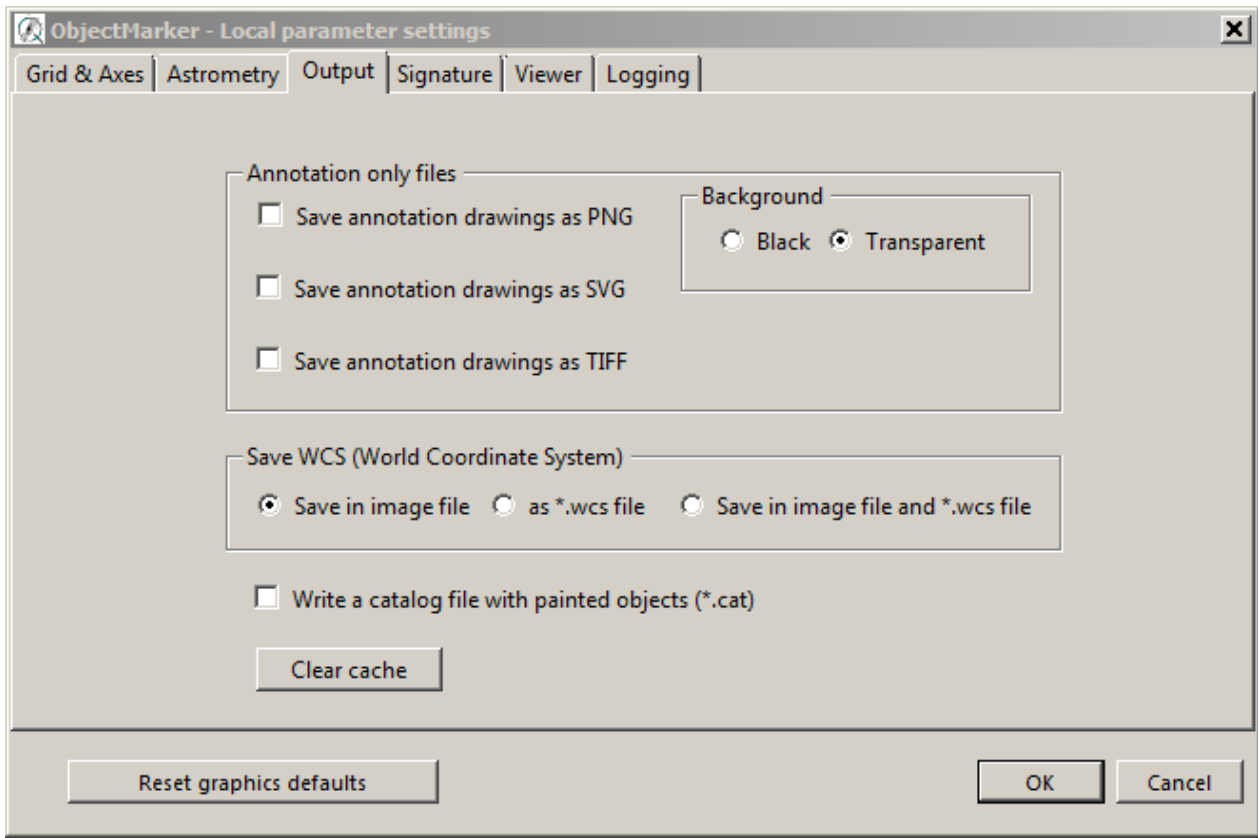 ObjectMarker - Local parameter settings
Grid & Axes Astrometry Output Signature Viewer Logging
Annotation only files
Background
Save annotation drawings as PNG
Black Transparent
Save annotation drawings as SVG
Save annotation drawings as TIFF
Save WCS (World Coordinate System)
Save in image file as *.wcs file Save in image file and *.wcs file
Write a catalog file with painted objects (*.cat)
Clear cache
Reset graphics defaults OK Cancel